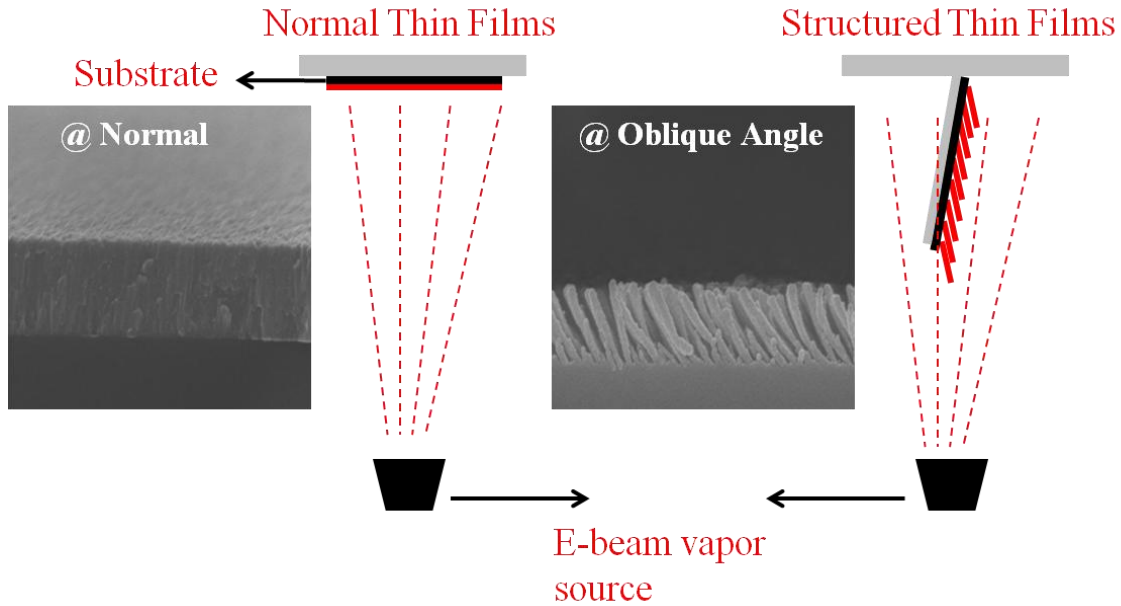 Normal Thin Films
Structured Thin Films
Substrate
@ Normal
@ Oblique Angle
E-beam vapor
source